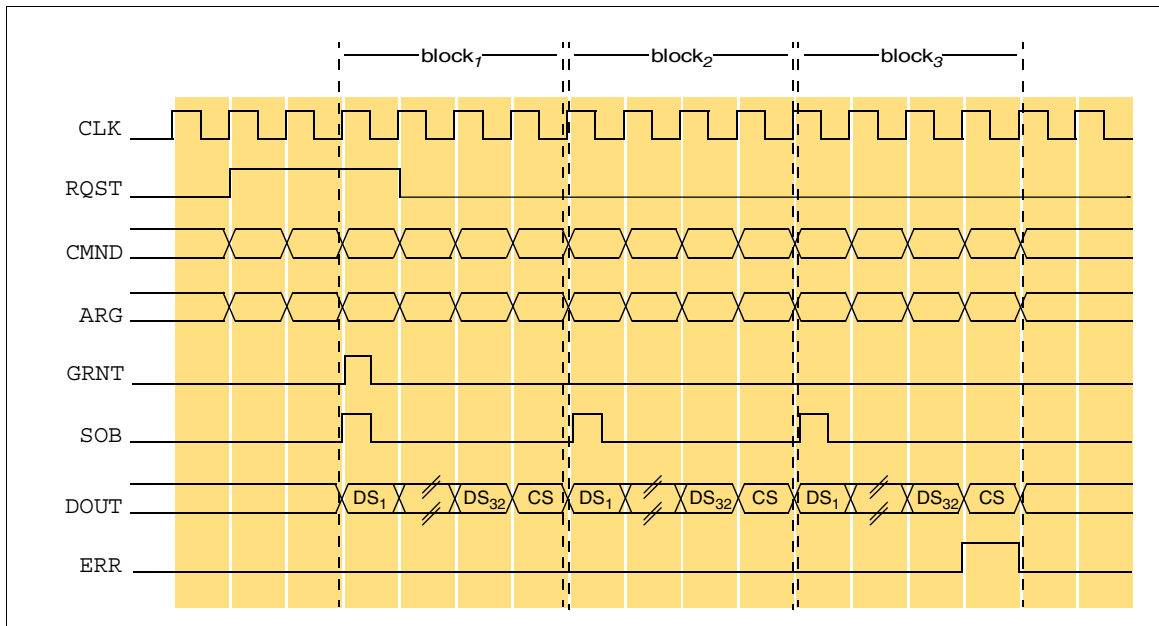 block1 block2 block3
CLK
RQST
CMND
ARG
GRNT
SOB
DOUT DS1 DS32 CS DS1 DS32 CS DS1 DS32 CS
ERR